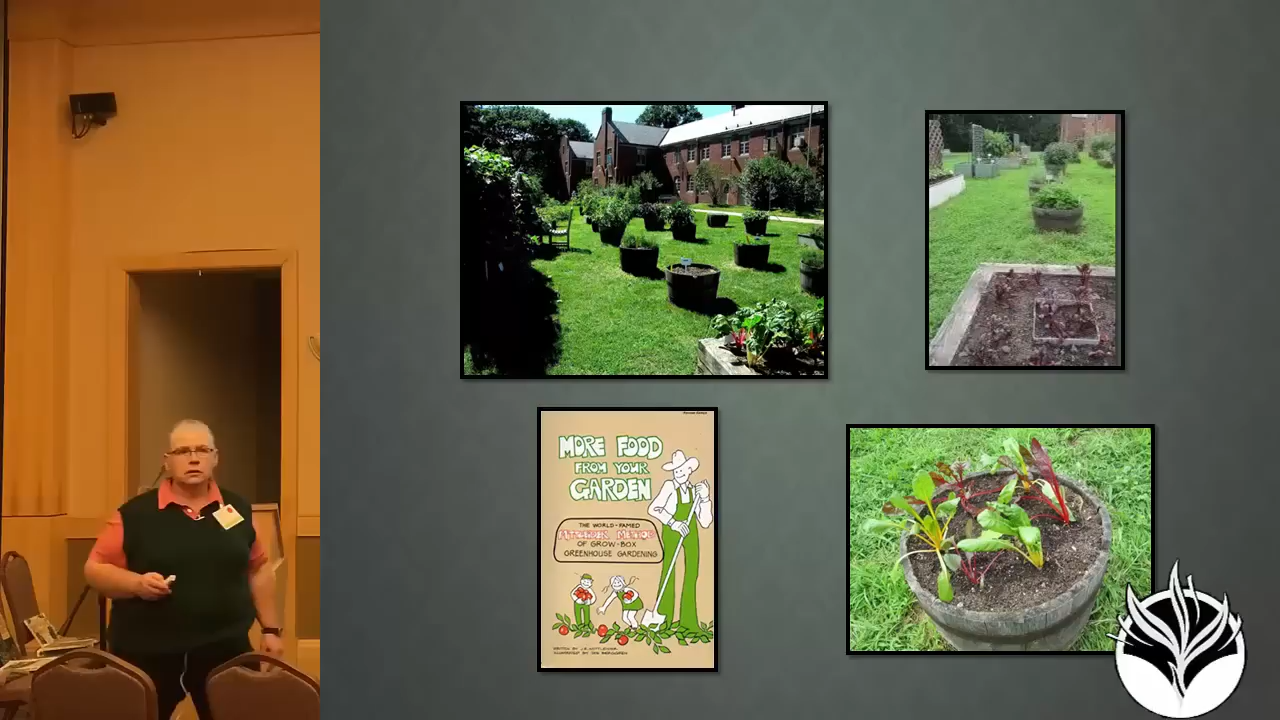 MORE FOOD
FROM YOUR
GARDEN
THE WORLD-FAMED
MITTLEIDER METHOD
OF GROW-BOX
GREENHOUSE GARDENING